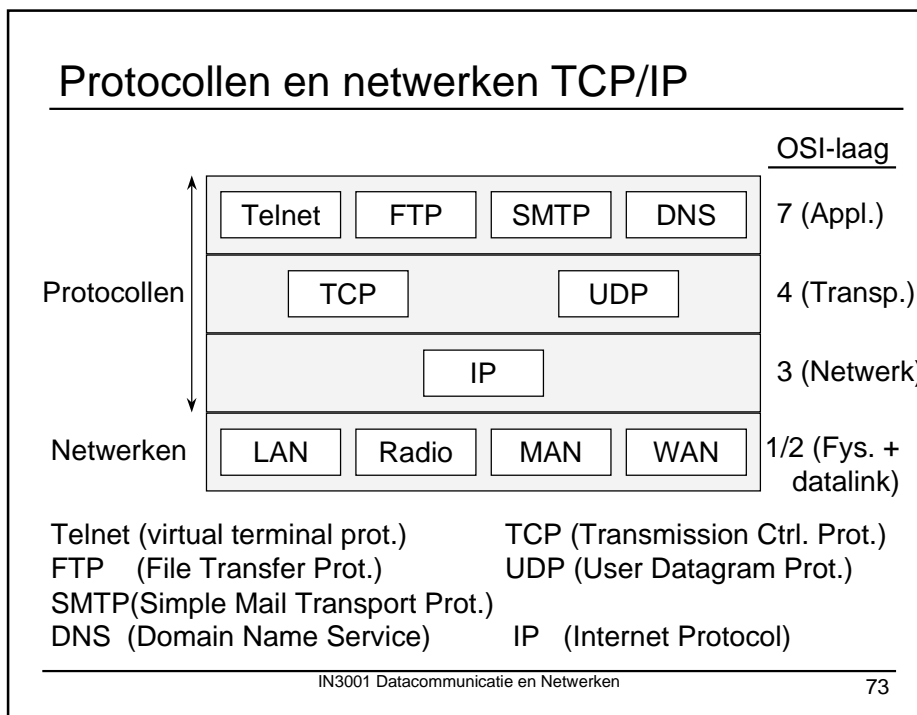 Protocollen en netwerken TCP/IP
OSI-laag
Telnet FTP SMTP DNS 7 (Appl.)
Protocollen TCP UDP 4 (Transp.)
IP 3 (Netwerk)
Netwerken LAN Radio MAN WAN 1/2 (Fys. +
datalink)
Telnet (virtual terminal prot.) TCP (Transmission Ctrl. Prot.)
FTP (File Transfer Prot.) UDP (User Datagram Prot.)
SMTP(Simple Mail Transport Prot.)
DNS (Domain Name Service) IP (Internet Protocol)
IN3001 Datacommunicatie en Netwerken 73